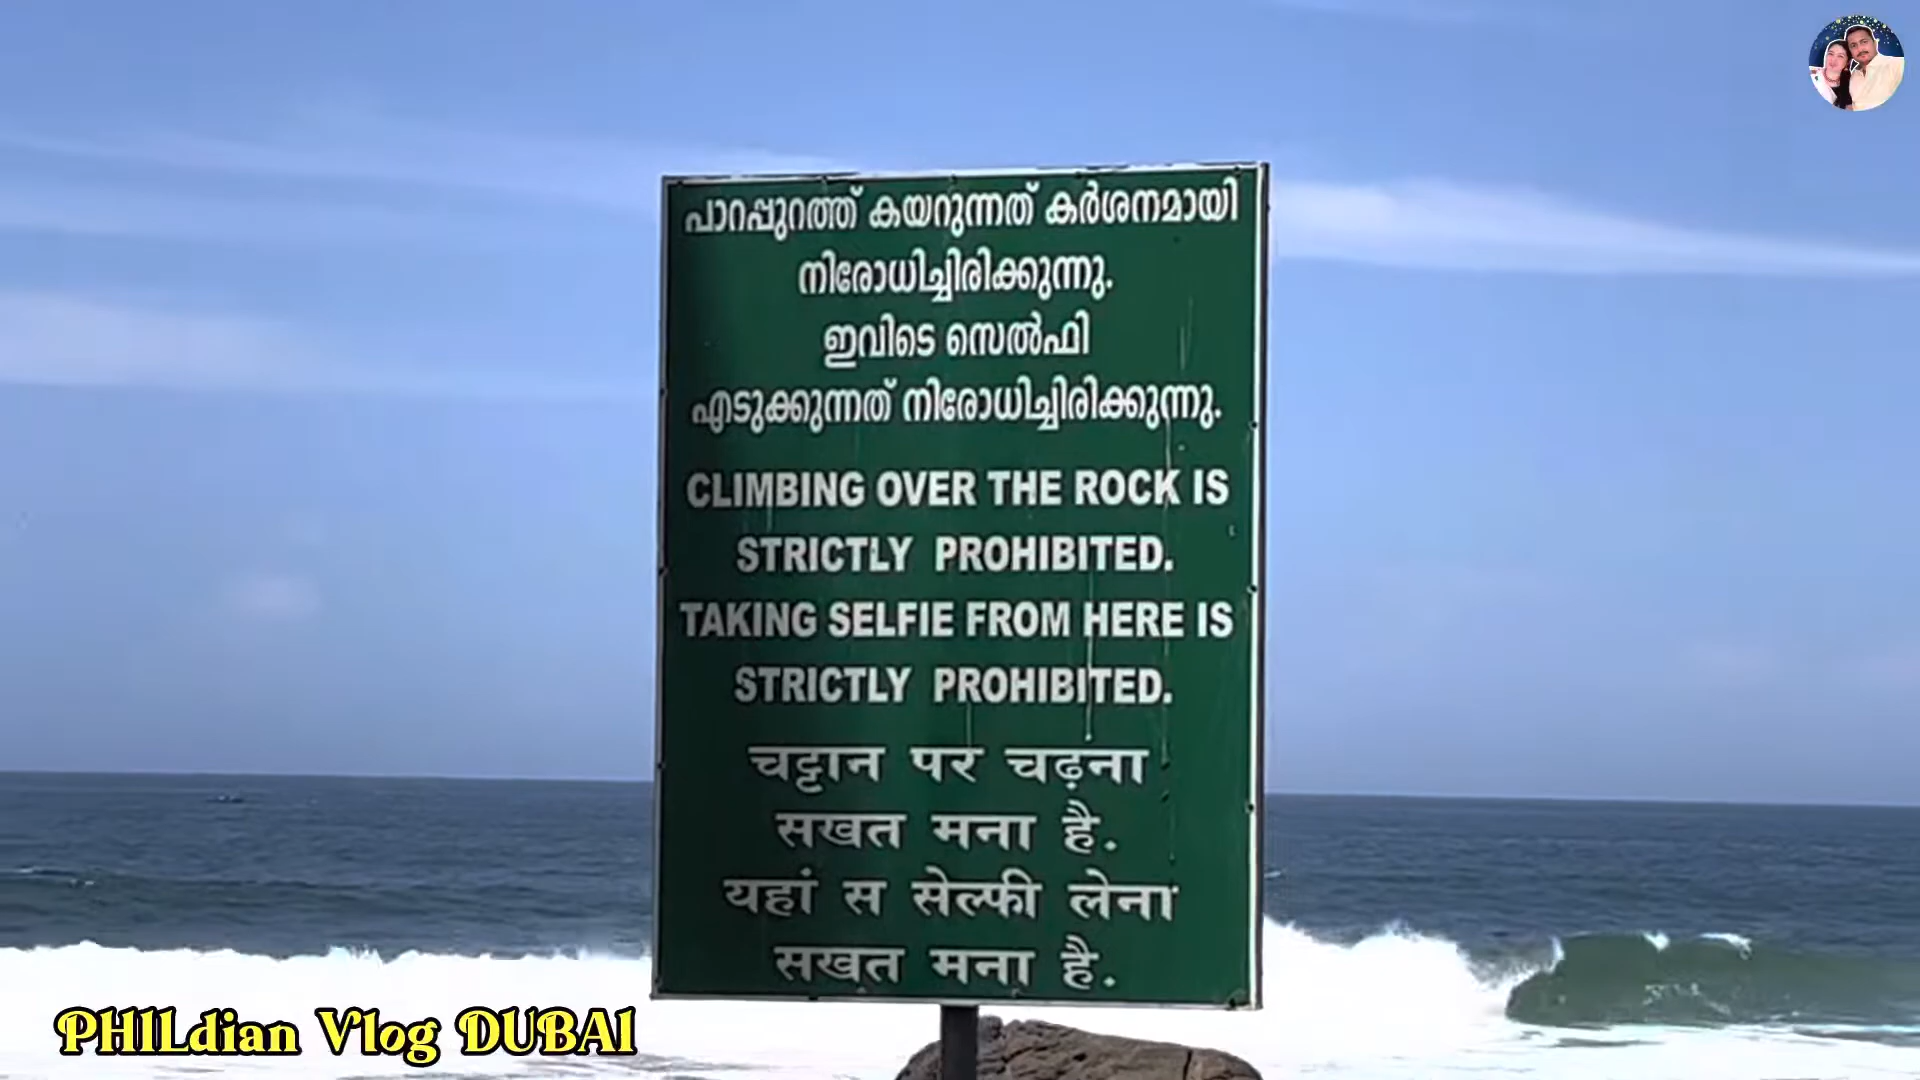 പാറപ്പുറത്ത് കയറുന്നത് കർശനമായി
നിരോധിച്ചിരിക്കുന്നു.
ഇവിടെ സെൽഫി
എടുക്കുന്നത് നിരോധിച്ചിരിക്കുന്നു.
CLIMBING OVER THE ROCK IS
STRICTLY PROHIBITED.
TAKING SELFIE FROM HERE IS
STRICTLY PROHIBITED.
चट्टान पर चढ़ना
सखत मना है.
यहां स सेल्फी लेना
सखत मना है.
PHILdian Vlog DUBAI